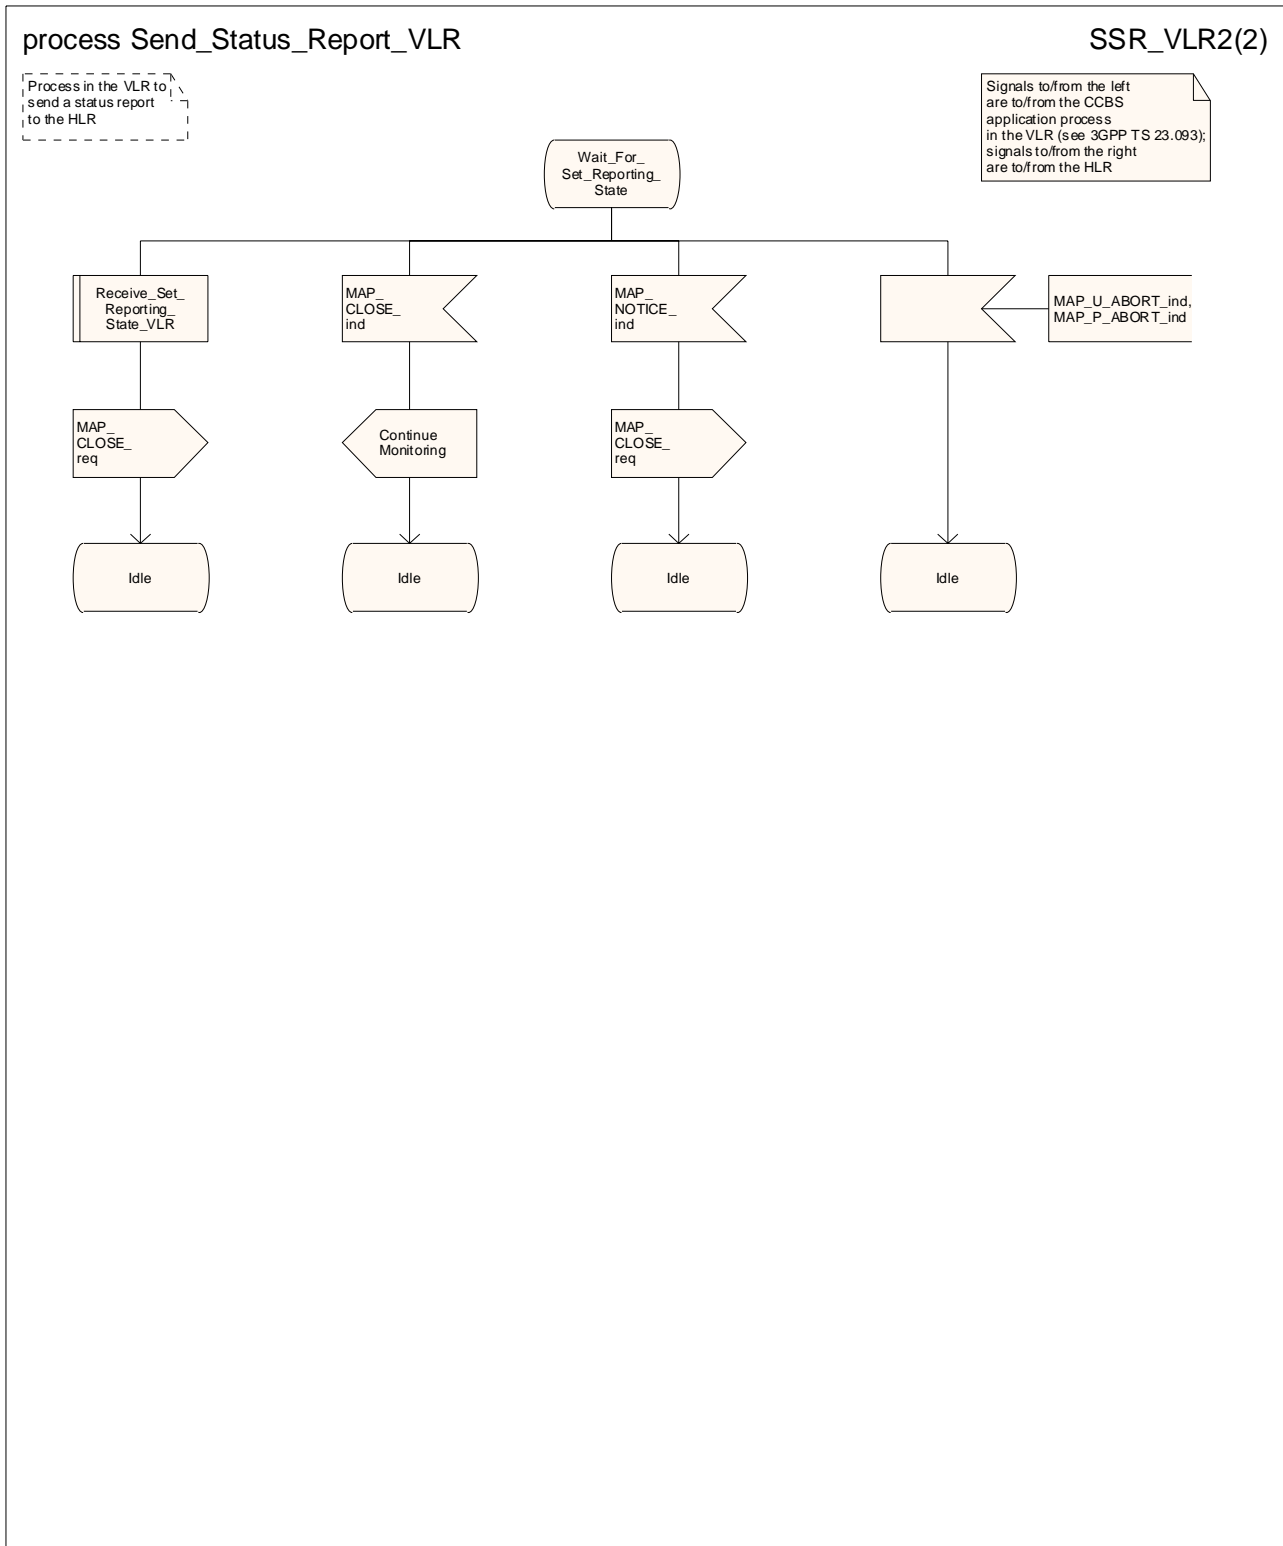 process Send_Status_Report_VLR
SSR_VLR2(2)
Process in the VLR to
send a status report
to the HLR
Signals to/from the left
are to/from the CCBS
application process
in the VLR (see 3GPP TS 23.093);
signals to/from the right
are to/from the HLR
Wait_For_
Set_Reporting_
State
Receive_Set_
Reporting_
State_VLR
MAP_
CLOSE_
ind
MAP_
NOTICE_
ind
MAP_U_ABORT_ind,
MAP_P_ABORT_ind
MAP_
CLOSE_
req
Continue
Monitoring
MAP_
CLOSE_
req
Idle
Idle
Idle
Idle